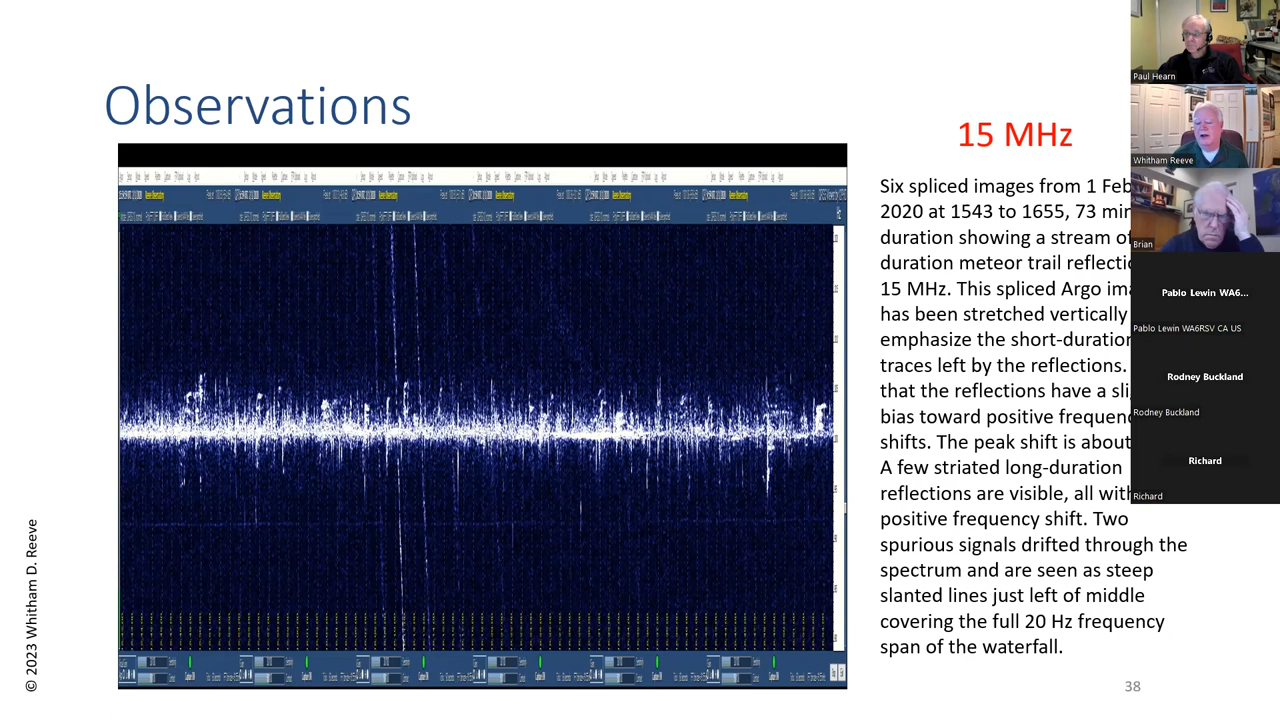 Observations
15 MHz
Six spliced images from 1 Feb
2020 at 1543 to 1655, 73 min
duration showing a stream of
duration meteor trail
15 MHz. This spliced Argo
has been stretched vertically
emphasize the short-duration
traces left by the reflections.
that the reflections have a
bias toward positive
shifts. The peak shift is about
A few striated long-duration
reflections are visible, all with
positive frequency shift. Two
spurious signals drifted through the
spectrum and are seen as steep
slanted lines just left of middle
covering the full 20 Hz frequency
span of the waterfall.
38
© 2023 Whitham D. Reeve
Paul Hearn
Whitham Reeve
Brian
Pablo Lewin WA6...
Pablo Lewin WA6RSV CA US
Rodney Buckland
Rodney Buckland
Richard
Richard